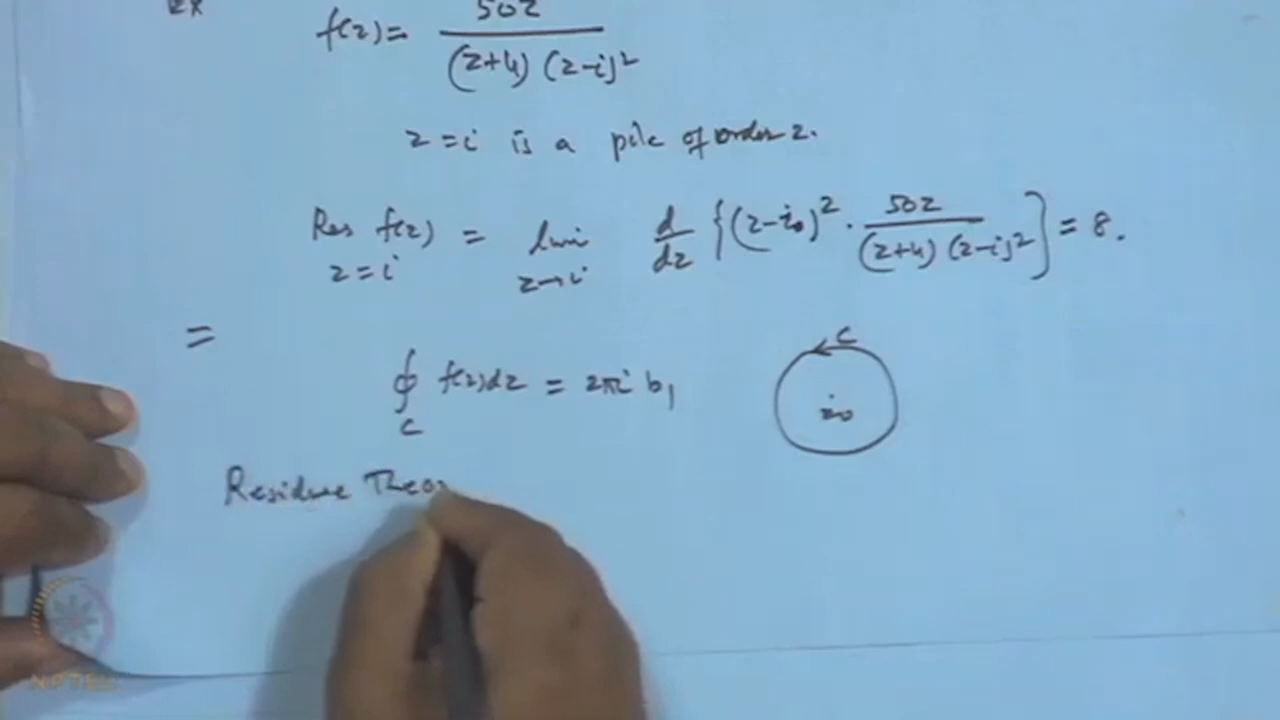 Ex f(z) = 50z / (z+4) (z-i)²
z = i is a pole of order 2.
Res f(z) = lim d/dz {(z-z₀)² · 50z / (z+4) (z-i)²} = 8.
z = i z→i
=
∮ f(z)dz = 2πi b₁
C
C
z₀
Residue Theo
NPTEL